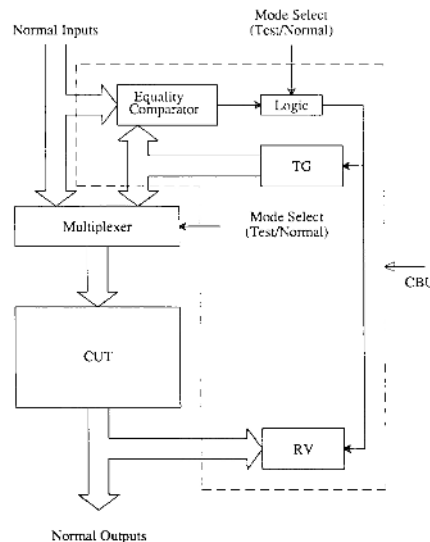 Mode Select
(Test/Normal)
Normal Inputs
Equality
Comparator
Logic
TG
Multiplexer
Mode Select
(Test/Normal)
CBU
CUT
RV
Normal Outputs